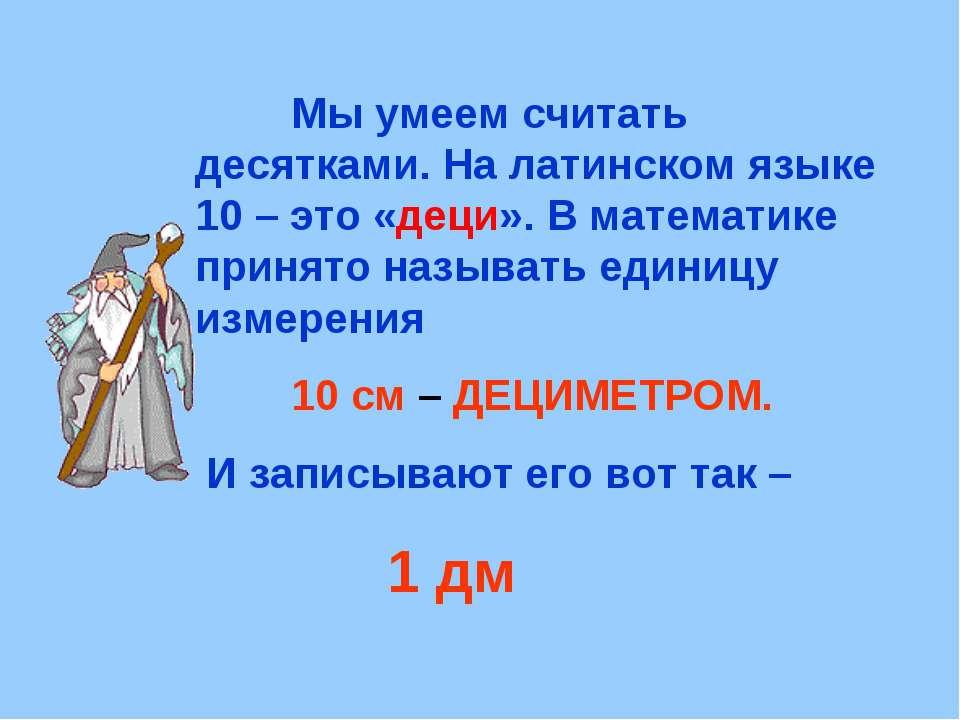 Мы умеем считать
десятками. На латинском языке
10 – это «деци». В математике
принято называть единицу
измерения
10 см – ДЕЦИМЕТРОМ.
И записывают его вот так –
1 дм